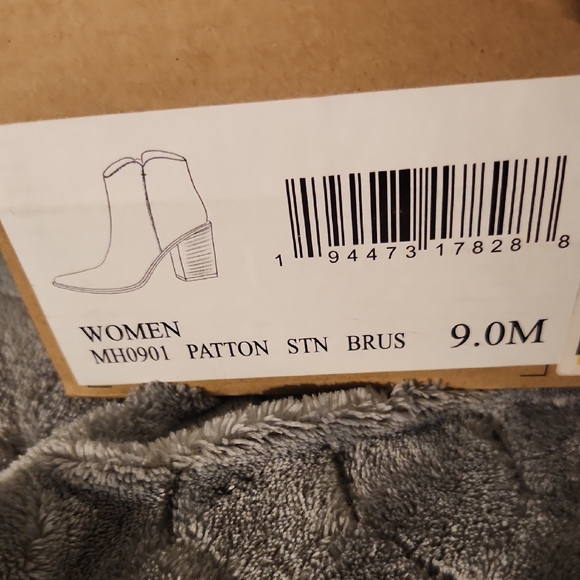 1 94473 17828 8
WOMEN
MH0901 PATTON STN BRUS 9.0M